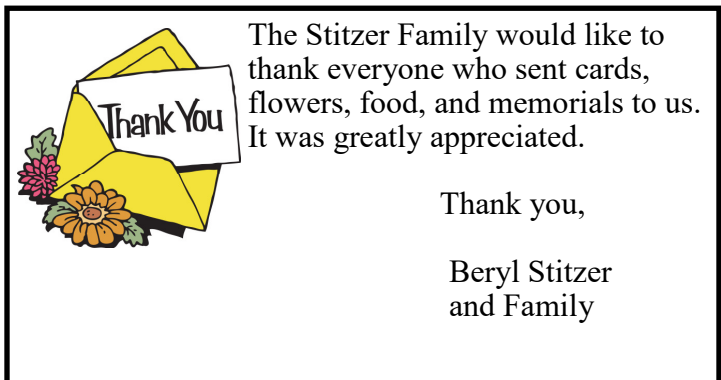 The Stitzer Family would like to
thank everyone who sent cards,
flowers, food, and memorials to us.
It was greatly appreciated.
Thank You
Thank you,
Beryl Stitzer
and Family